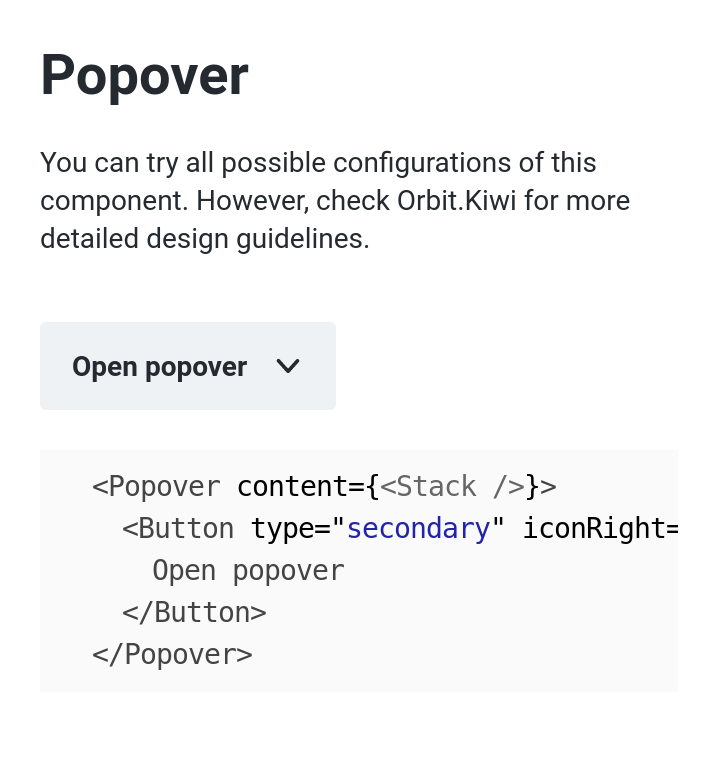 Popover
You can try all possible configurations of this
component. However, check Orbit.Kiwi for more
detailed design guidelines.
Open popover
<Popover content={<Stack />}>
<Button type="secondary" iconRight=
Open popover
</Button>
</Popover>